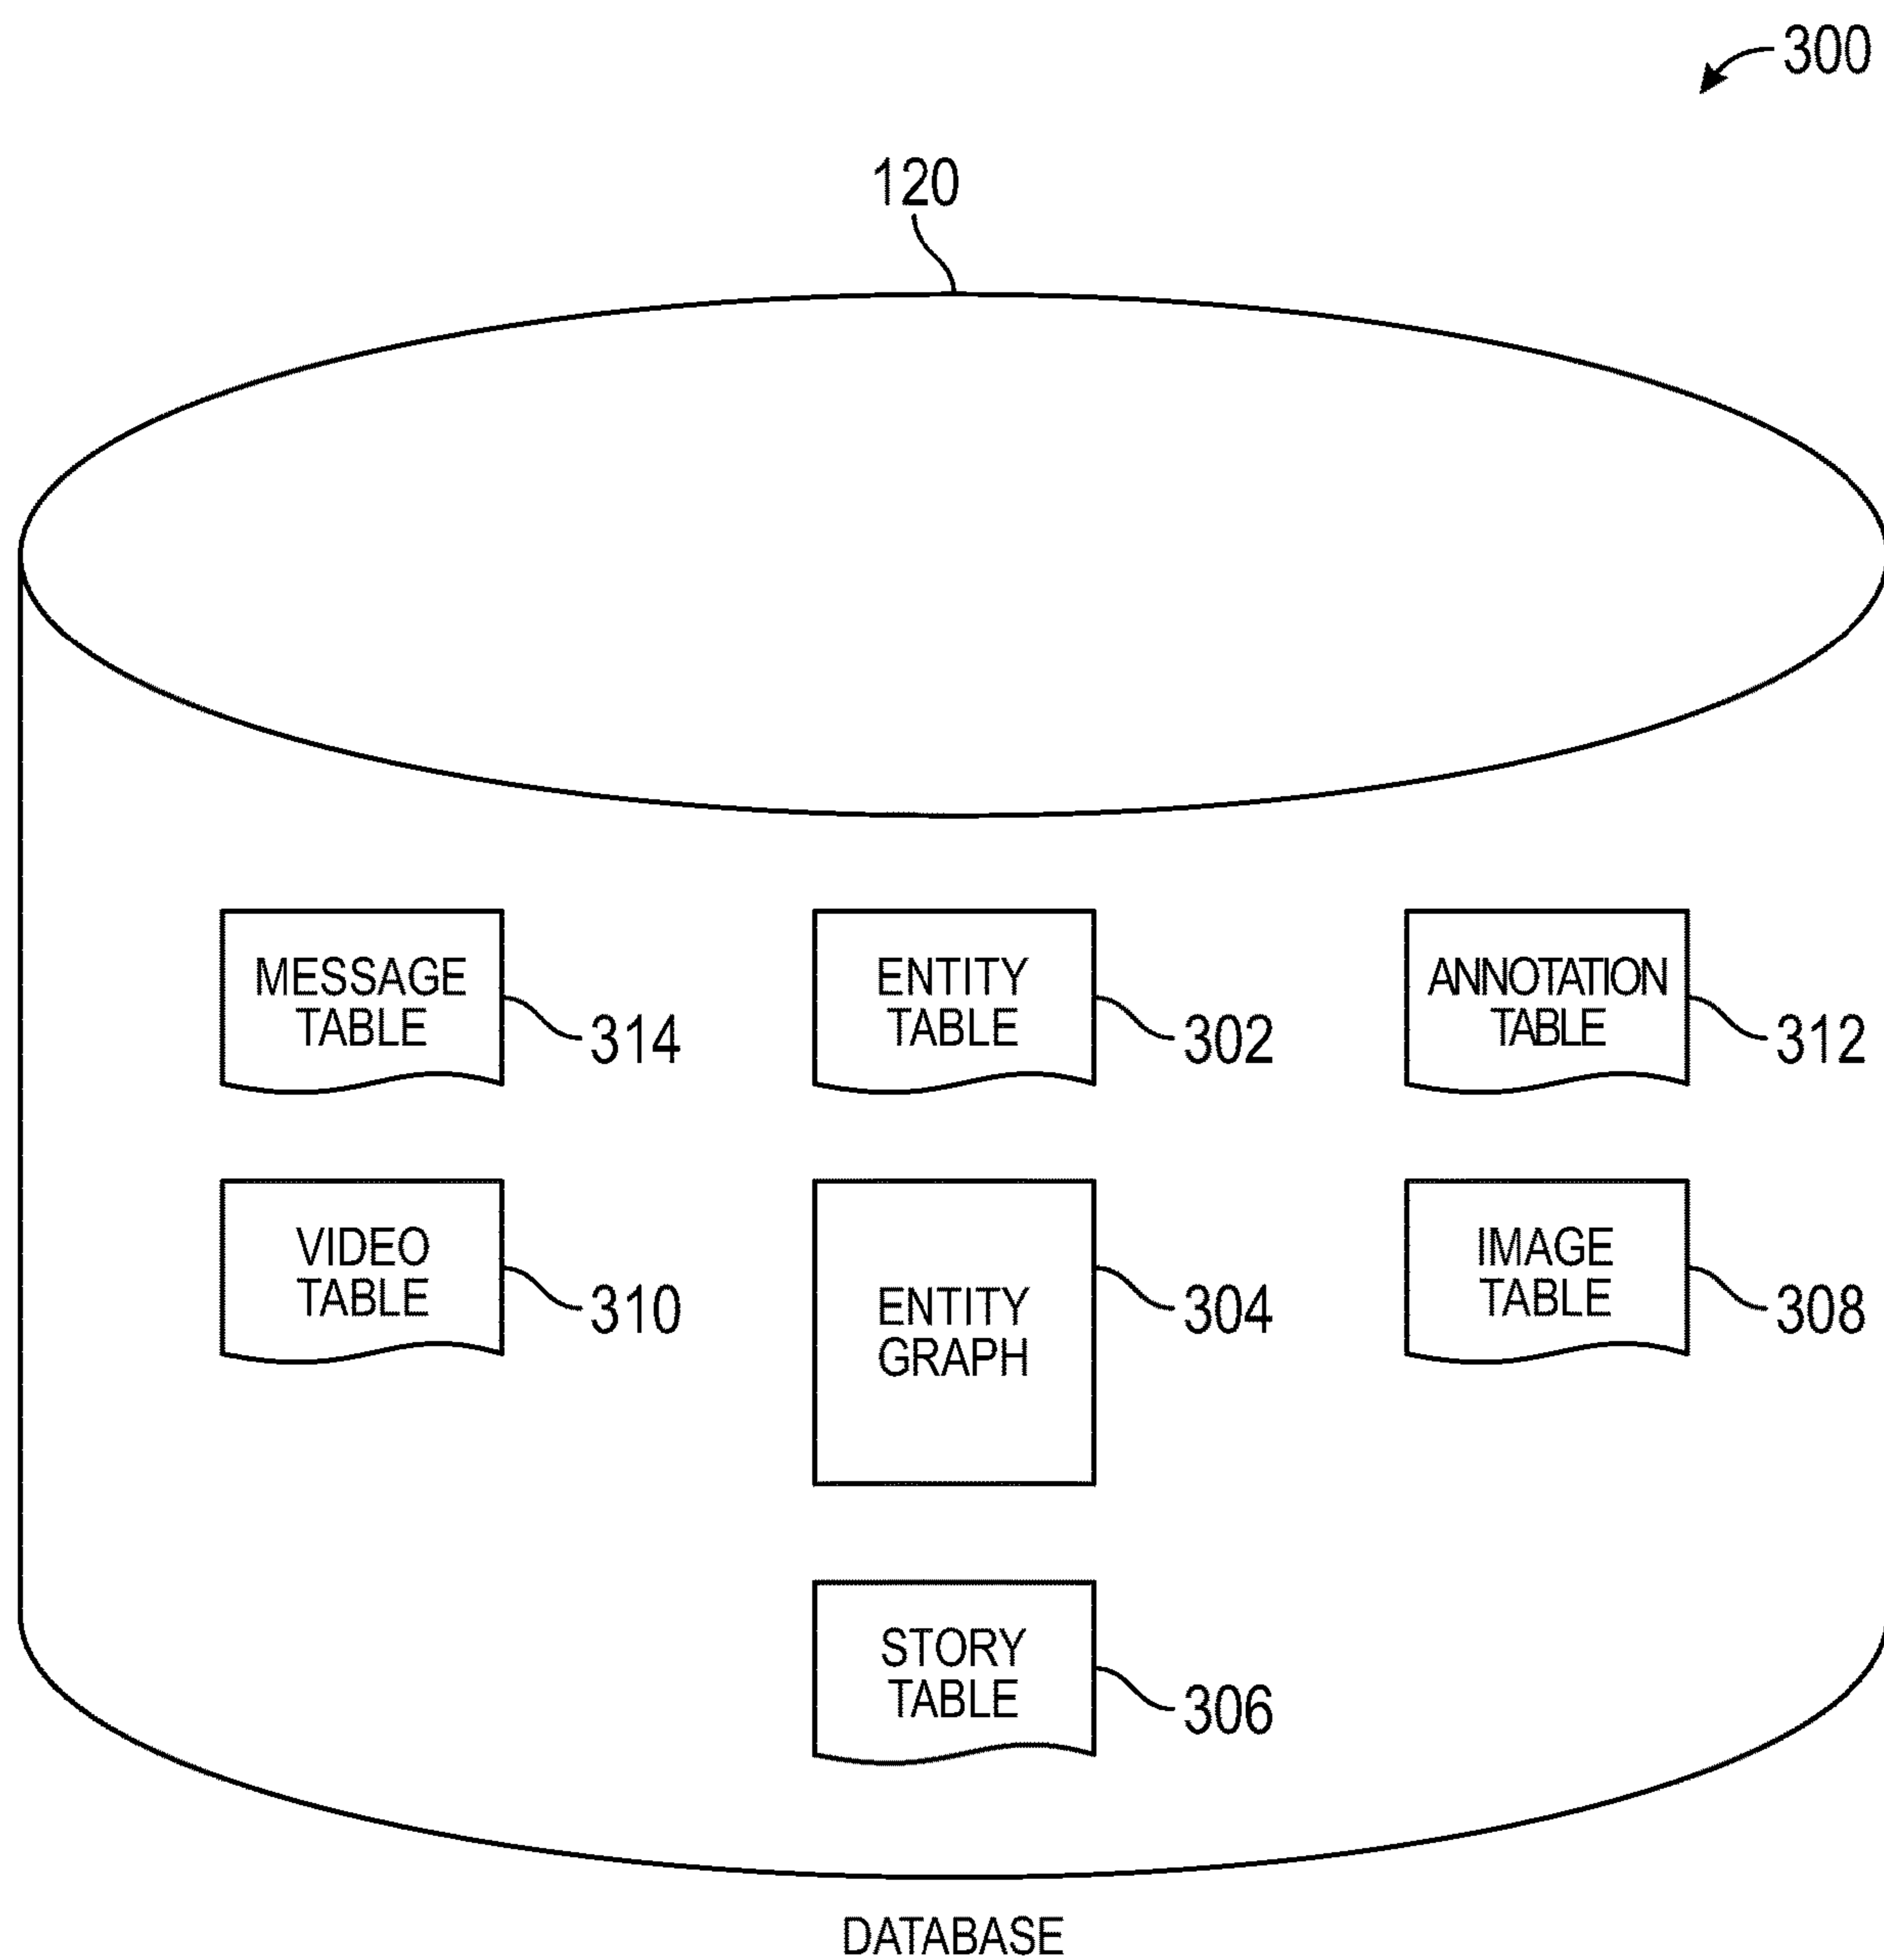 300
120
MESSAGE
TABLE
314
ENTITY
TABLE
302
ANNOTATION
TABLE
312
VIDEO
TABLE
310
ENTITY
GRAPH
304
IMAGE
TABLE
308
STORY
TABLE
306
DATABASE